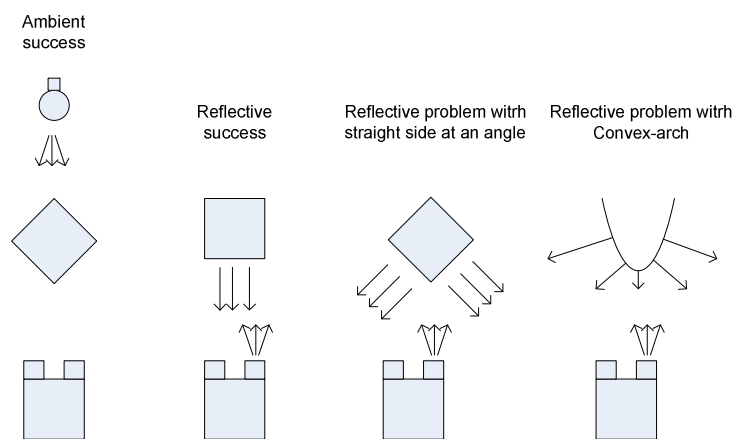 Ambient
success
Reflective
success
Reflective problem witrh
straight side at an angle
Reflective problem witrh
Convex-arch